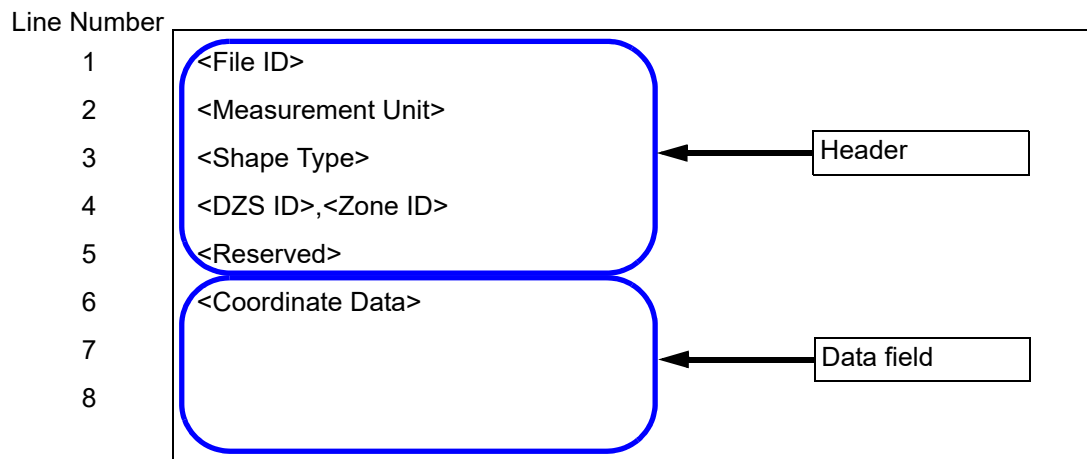 Line Number
1 <File ID>
2 <Measurement Unit>
3 <Shape Type> Header
4 <DZS ID>,<Zone ID>
5 <Reserved>
6 <Coordinate Data>
7 Data field
8